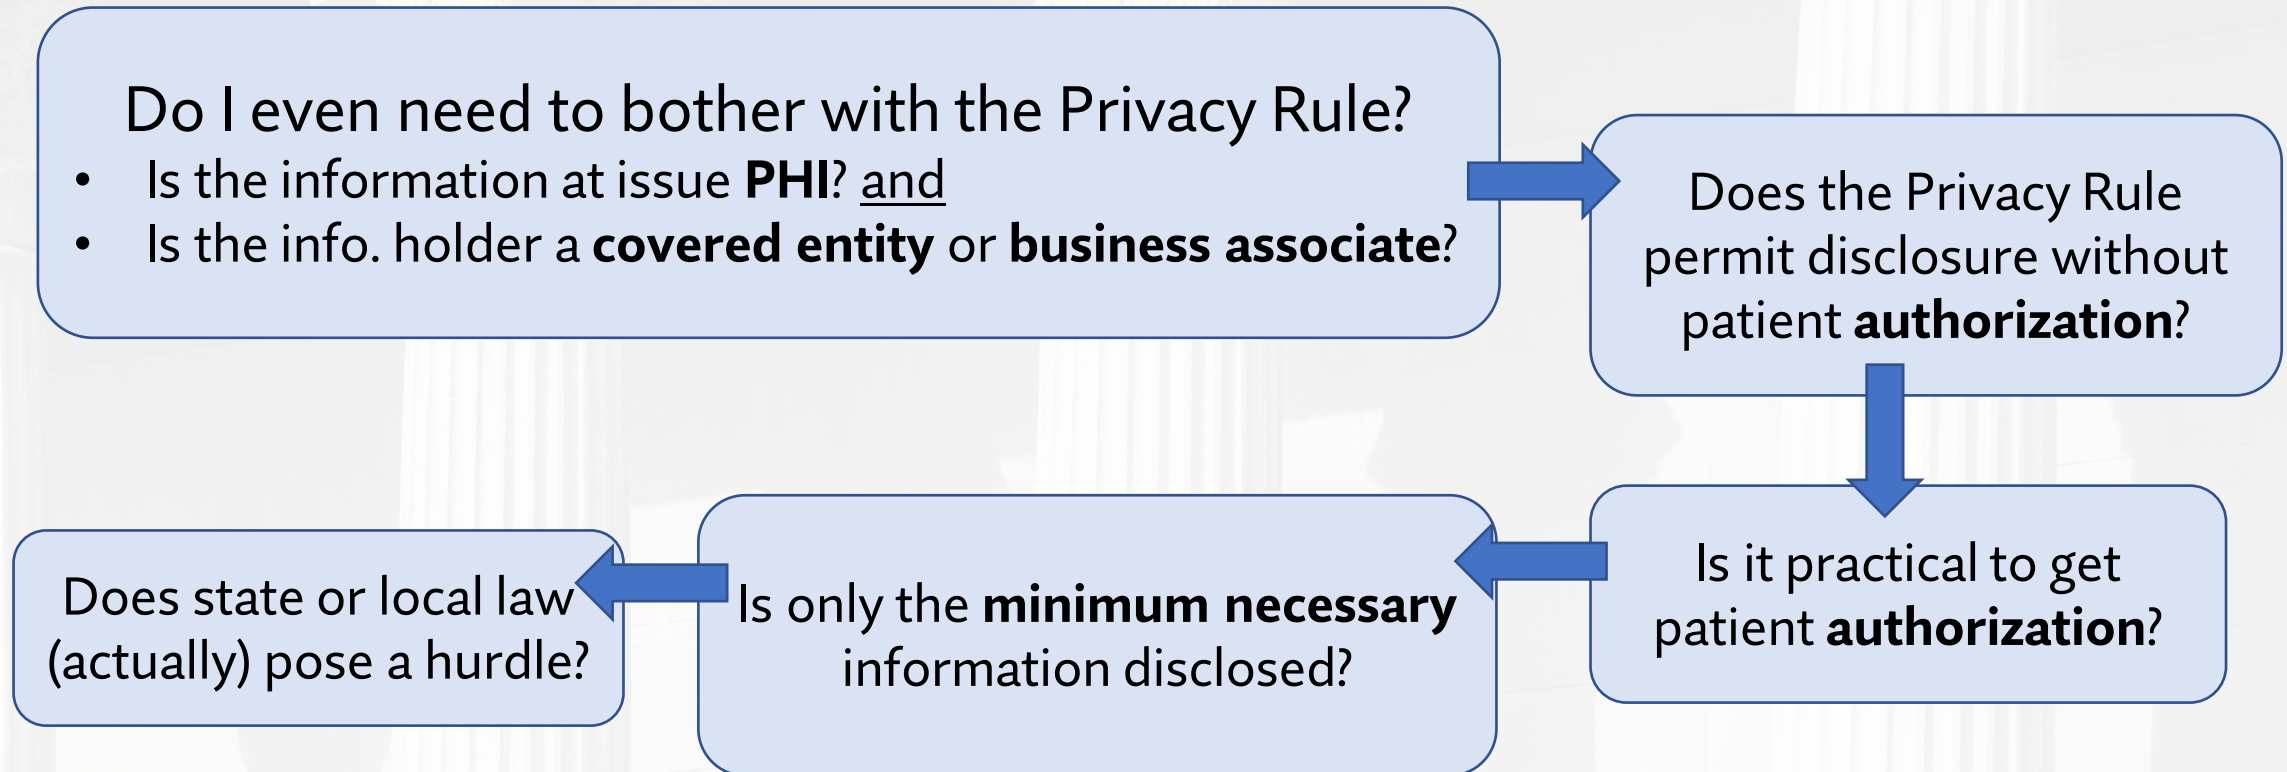 Do I even need to bother with the Privacy Rule?
• Is the information at issue PHI? and
• Is the info. holder a covered entity or business associate?
Does the Privacy Rule
permit disclosure without
patient authorization?
Is it practical to get
patient authorization?
Is only the minimum necessary
information disclosed?
Does state or local law
(actually) pose a hurdle?